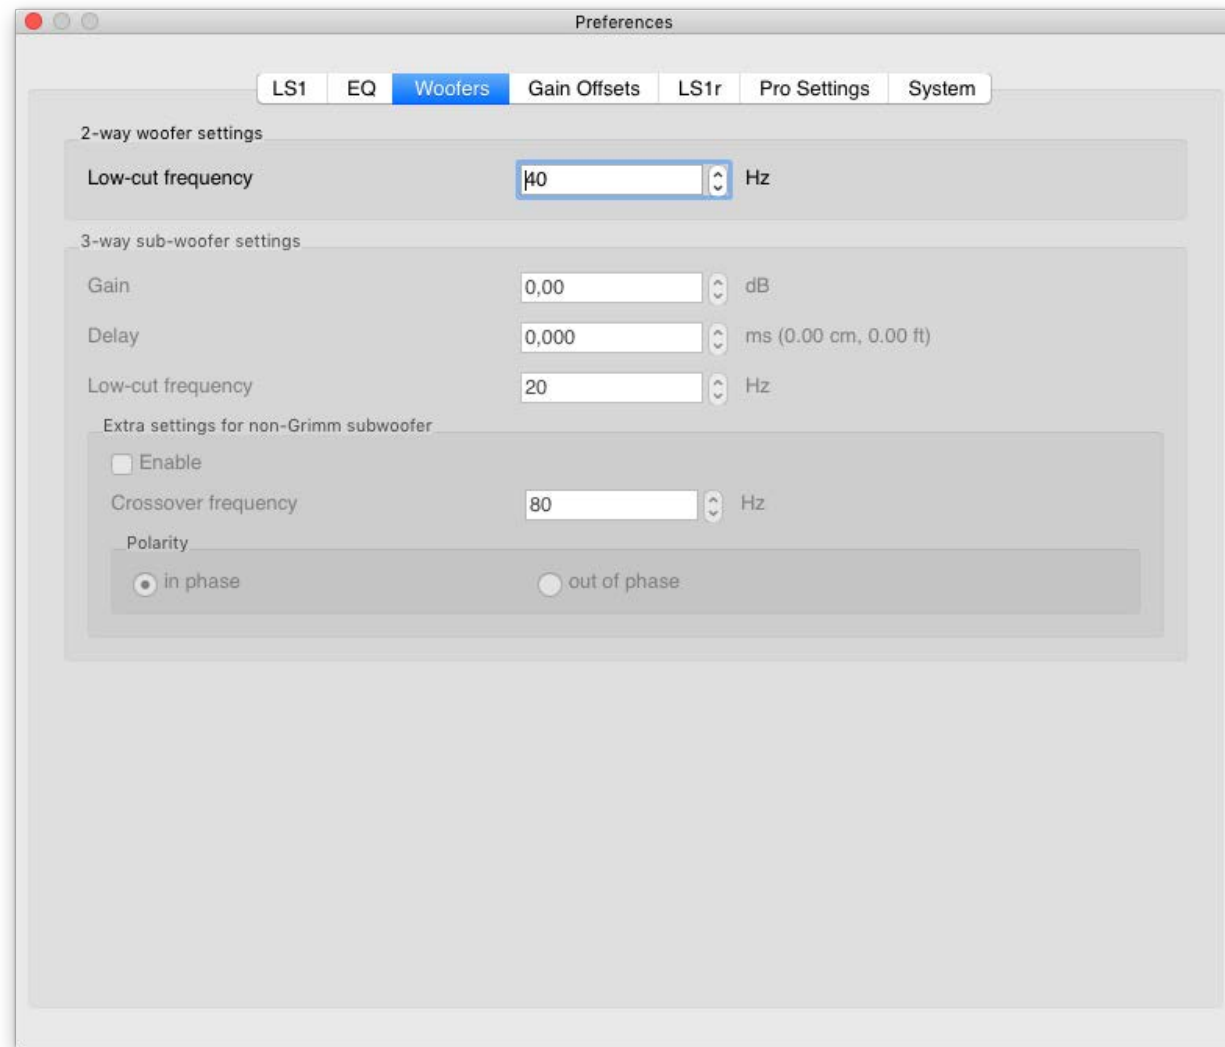 Preferences
LS1 EQ Woofers Gain Offsets LS1r Pro Settings System
2-way woofer settings
Low-cut frequency 40 Hz
3-way sub-woofer settings
Gain 0,00 dB
Delay 0,000 ms (0.00 cm, 0.00 ft)
Low-cut frequency 20 Hz
Extra settings for non-Grimm subwoofer
Enable
Crossover frequency 80 Hz
Polarity
in phase out of phase